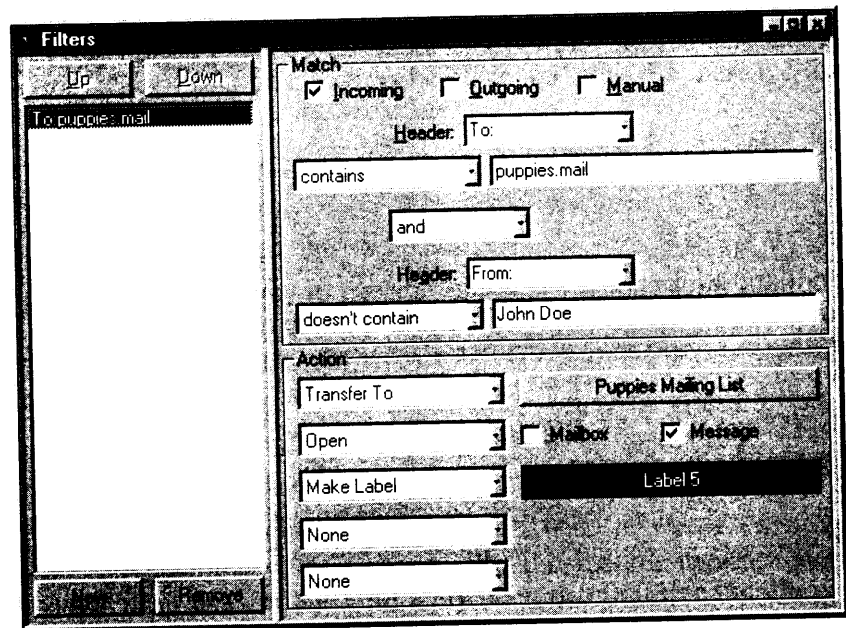 Filters
Up Down
To puppies.mail
New Remove
Match
Incoming Outgoing Manual
Header: To:
contains puppies.mail
and
Header: From:
doesn't contain John Doe
Action
Transfer To Puppies Mailing List
Open Mailbox Message
Make Label Label 5
None
None